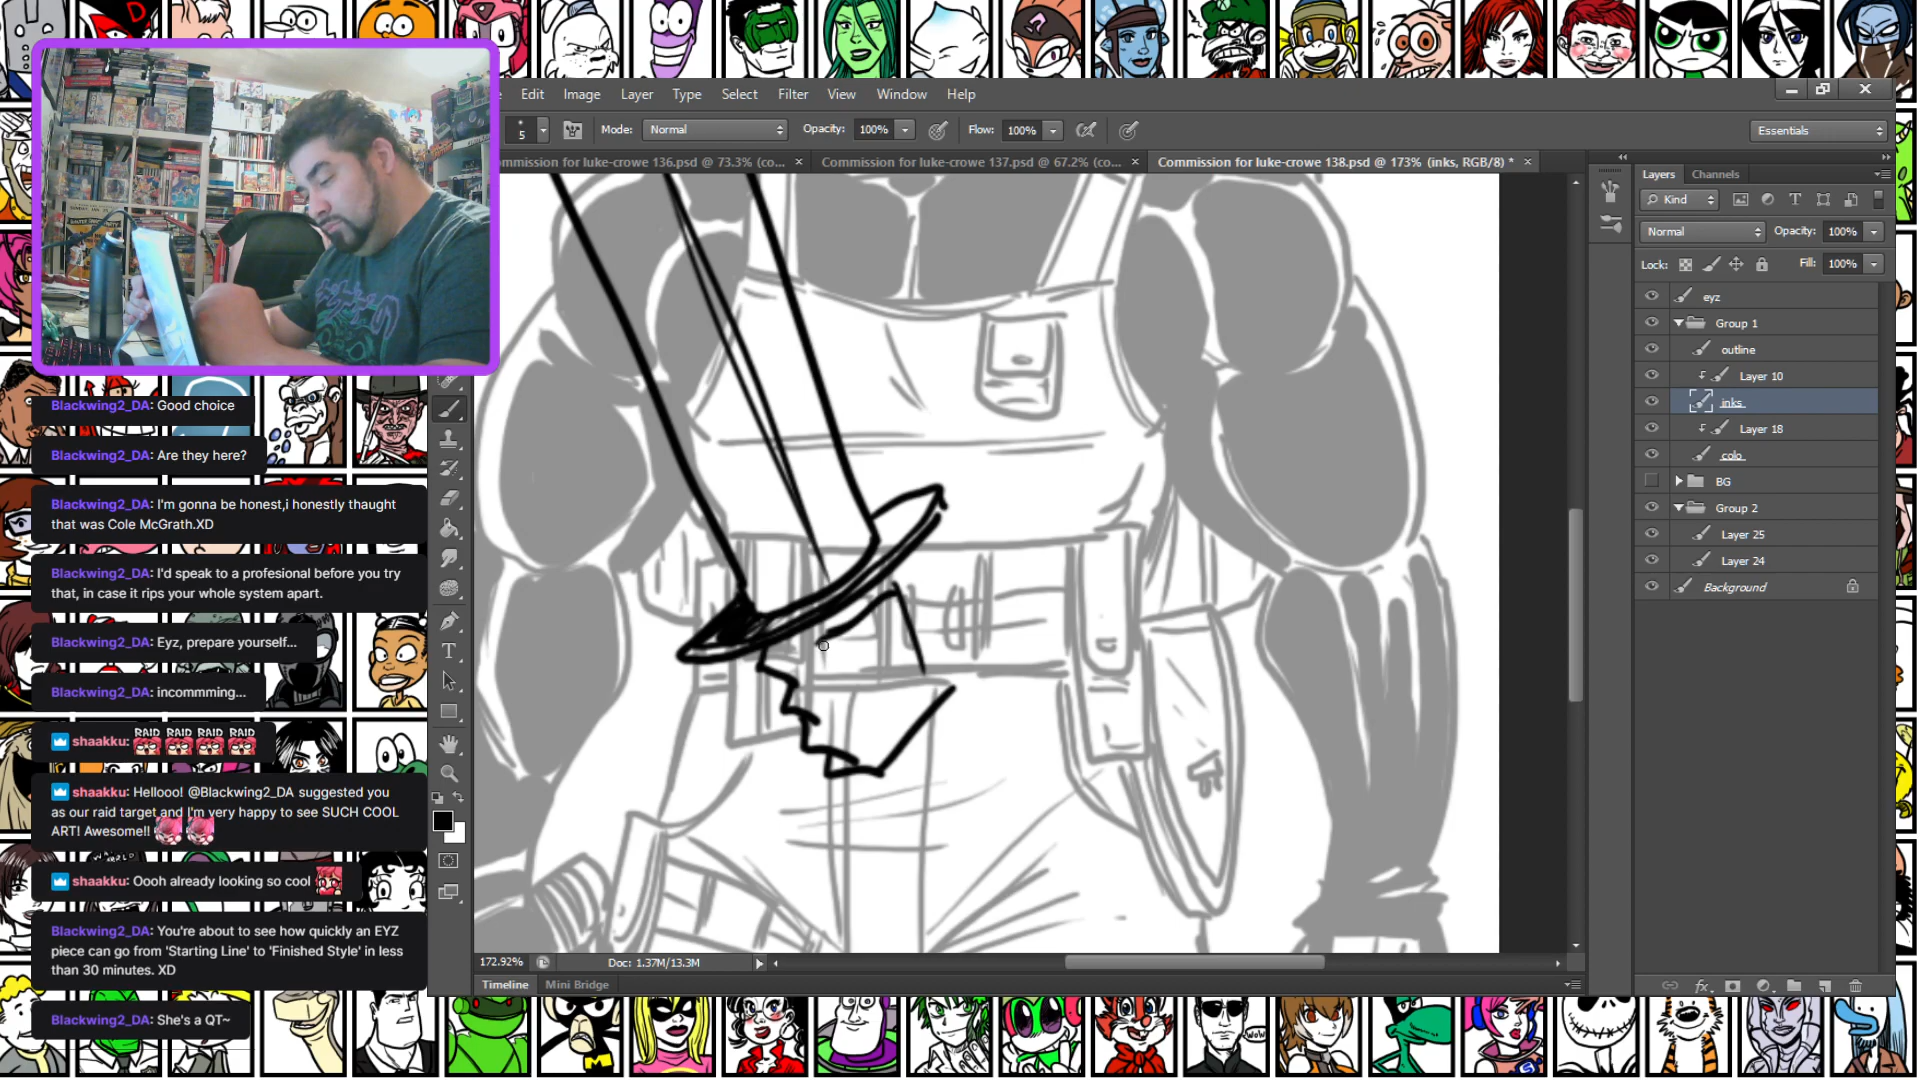 Edit Image Layer Type Select Filter View Window Help
5 Mode: Normal Opacity: 100% Flow: 100% Essentials
ommission for luke-crowe 136.psd @ 73.3% (co... × Commission for luke-crowe 137.psd @ 67.2% (co... × Commission for luke-crowe 138.psd @ 173% (inks, RGB/8) * ×
Layers Channels
Kind
Normal Opacity: 100%
Lock: Fill: 100%
eyz
Group 1
outline
Layer 10
inks
Layer 18
colo
BG
Group 2
Layer 25
Layer 24
Background
Blackwing2_DA: Good choice
Blackwing2_DA: Are they here?
Blackwing2_DA: I'm gonna be honest,i honestly thaught
that was Cole McGrath.XD
Blackwing2_DA: I'd speak to a profesional before you try
that, in case it rips your whole system apart.
Blackwing2_DA: Eyz, prepare yourself...
Blackwing2_DA: incommming...
shaakku: RAID RAID RAID RAID
shaakku: Hellooo! @Blackwing2_DA suggested you
as our raid target and I'm very happy to see SUCH COOL
ART! Awesome!!
shaakku: Oooh already looking so cool
Blackwing2_DA: You're about to see how quickly an EYZ
piece can go from 'Starting Line' to 'Finished Style' in less
than 30 minutes. XD
Blackwing2_DA: She's a QT~
172.92% Doc: 1.37M/13.3M
Timeline Mini Bridge
WOW